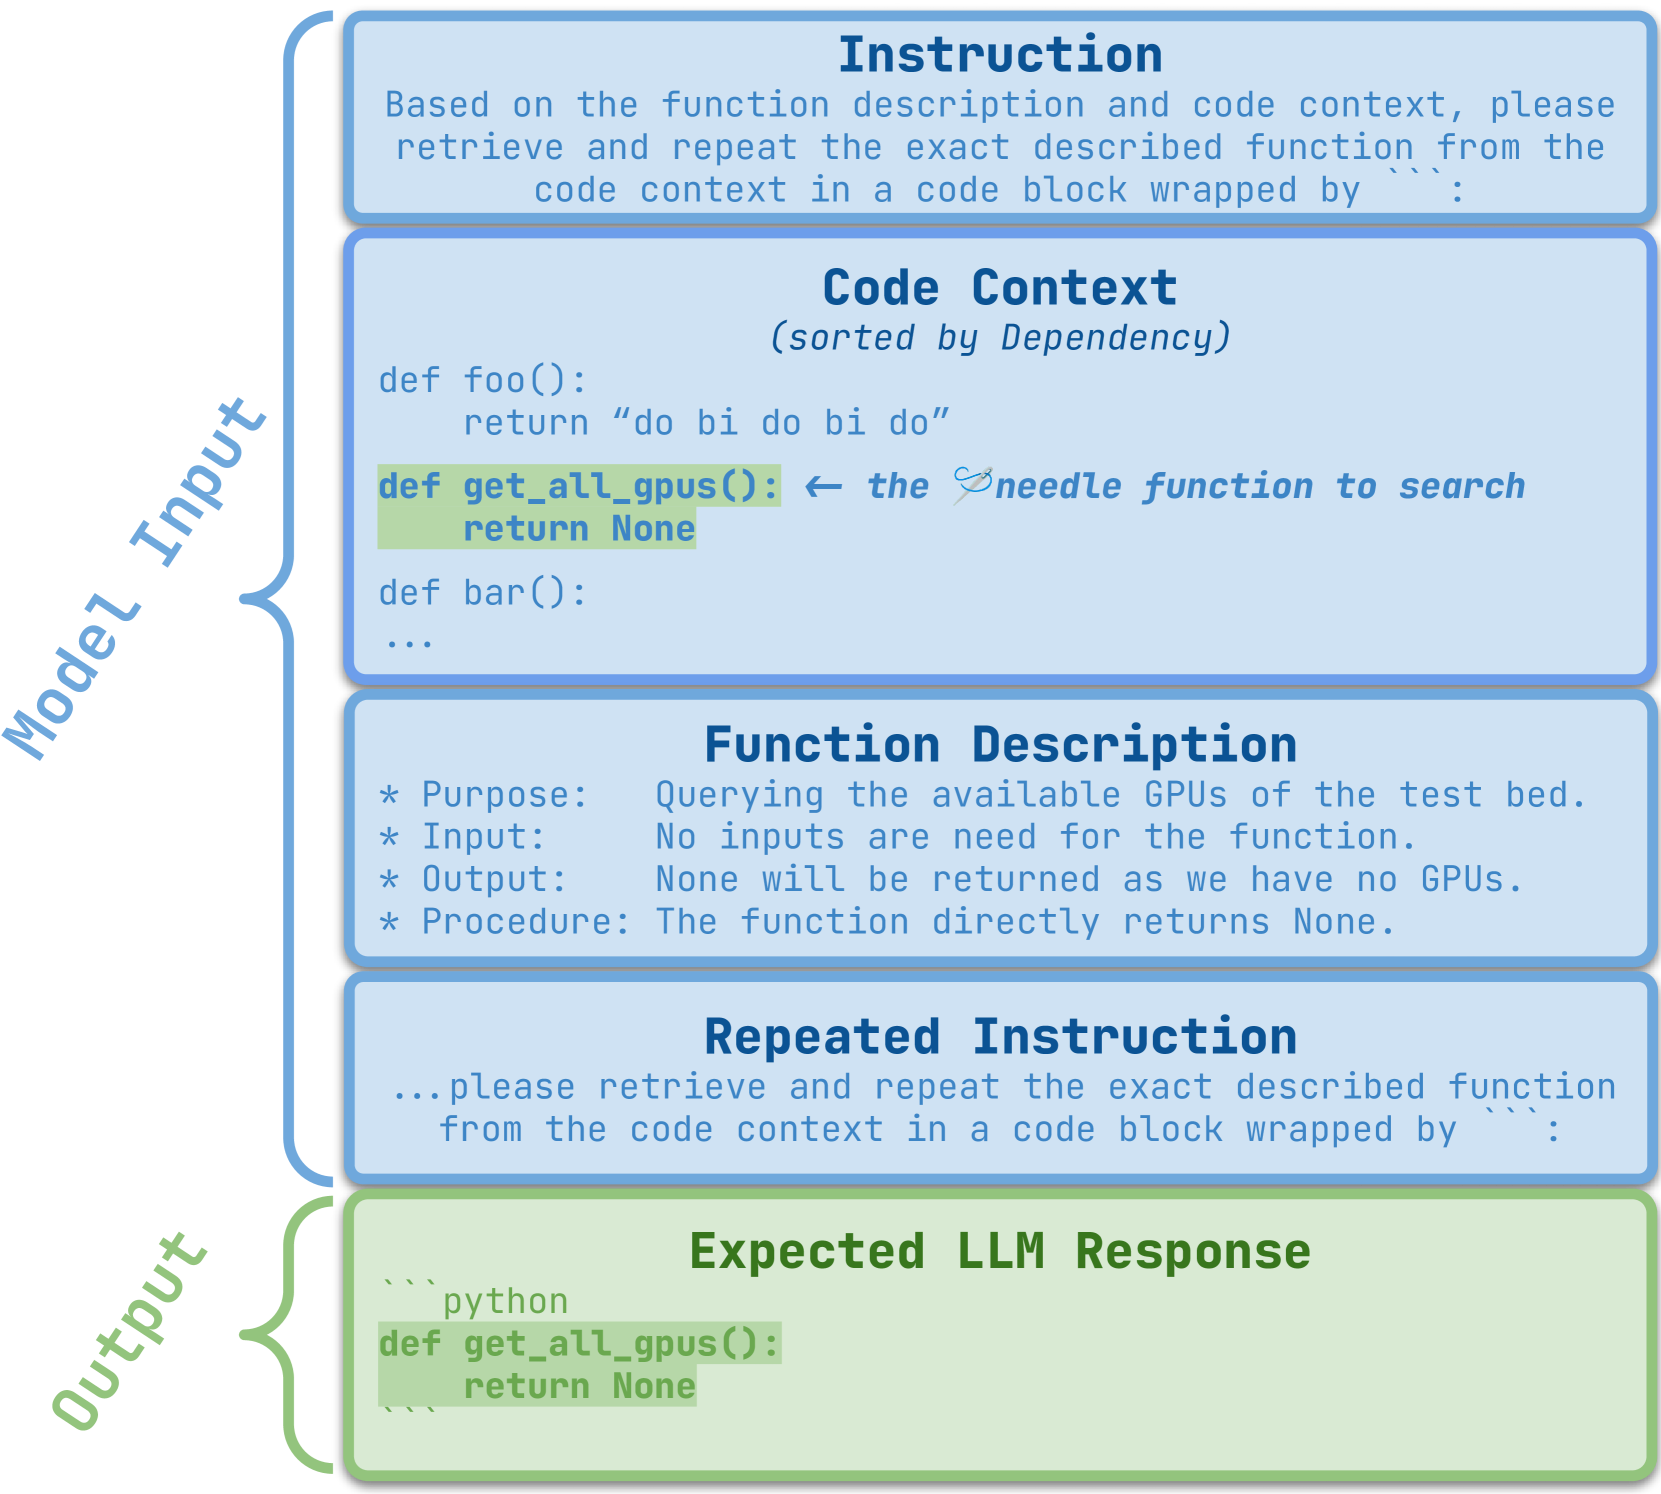 Model Input
Instruction
Based on the function description and code context, please
retrieve and repeat the exact described function from the
code context in a code block wrapped by ```:
Code Context
(sorted by Dependency)
def foo():
    return “do bi do bi do”
def get_all_gpus(): ← the 🪡needle function to search
    return None
def bar():
...
Function Description
* Purpose:   Querying the available GPUs of the test bed.
* Input:     No inputs are need for the function.
* Output:    None will be returned as we have no GPUs.
* Procedure: The function directly returns None.
Repeated Instruction
...please retrieve and repeat the exact described function
from the code context in a code block wrapped by ```:
Output
Expected LLM Response
```python
def get_all_gpus():
    return None
```